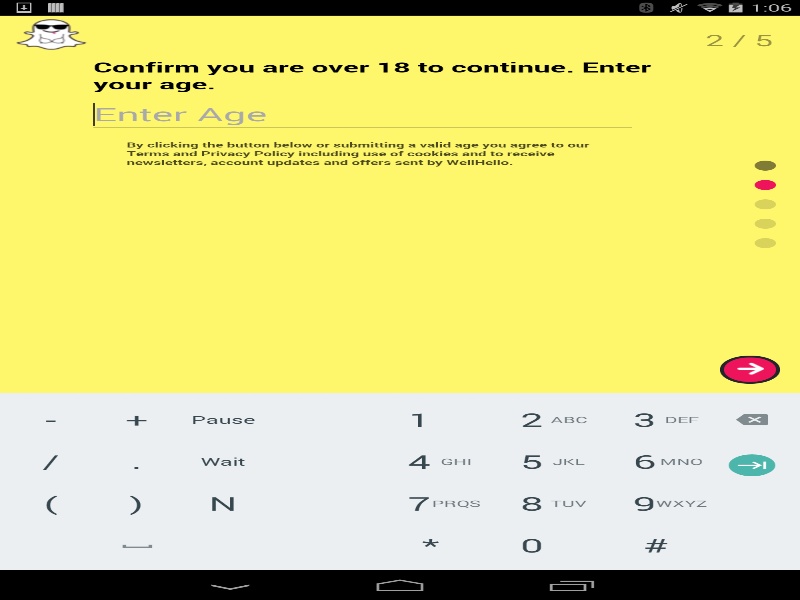 1:06
2 / 5
Confirm you are over 18 to continue. Enter
your age.
Enter Age
By clicking the button below or submitting a valid age you agree to our
Terms and Privacy Policy including use of cookies and to receive
newsletters, account updates and offers sent by WellHello.
- + Pause 1 2 ABC 3 DEF
/ . Wait 4 GHI 5 JKL 6 MNO
( ) N 7 PRQS 8 TUV 9 WXYZ
* 0 #